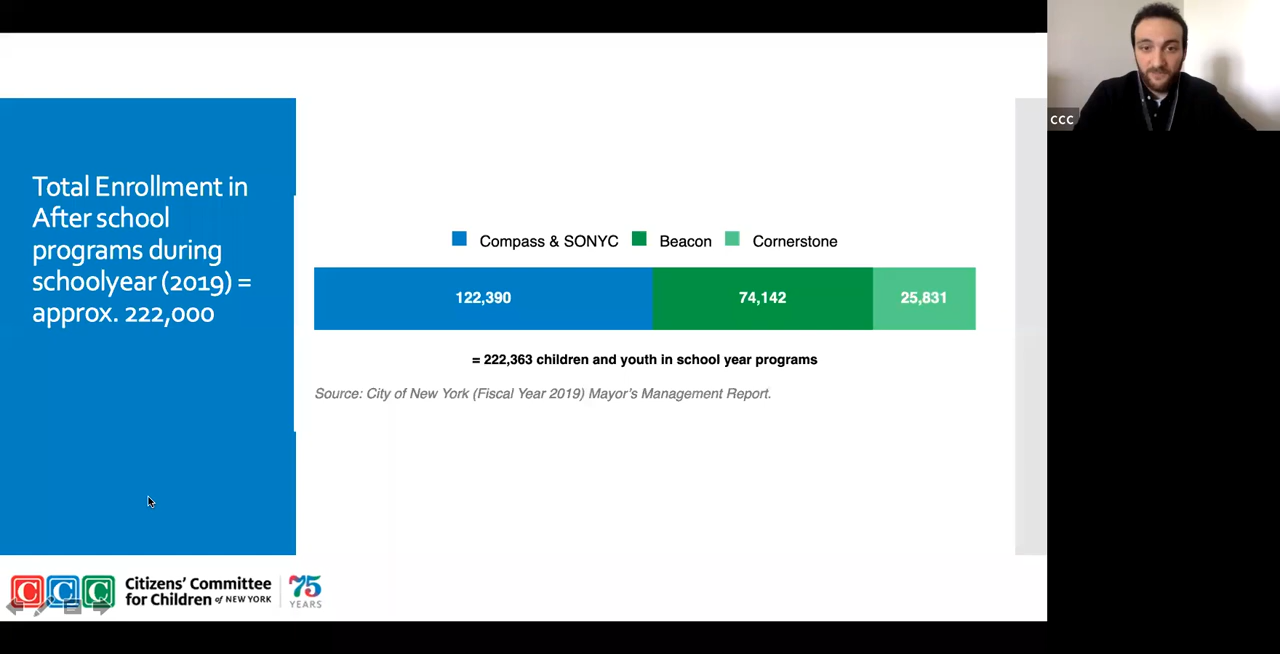 Total Enrollment in
After school
programs during
schoolyear (2019) =
approx. 222,000
Compass & SONYC Beacon Cornerstone
122,390 74,142 25,831
= 222,363 children and youth in school year programs
Source: City of New York (Fiscal Year 2019) Mayor's Management Report.
CCC
C C C
Citizens' Committee
for Children of NEW YORK
75
YEARS